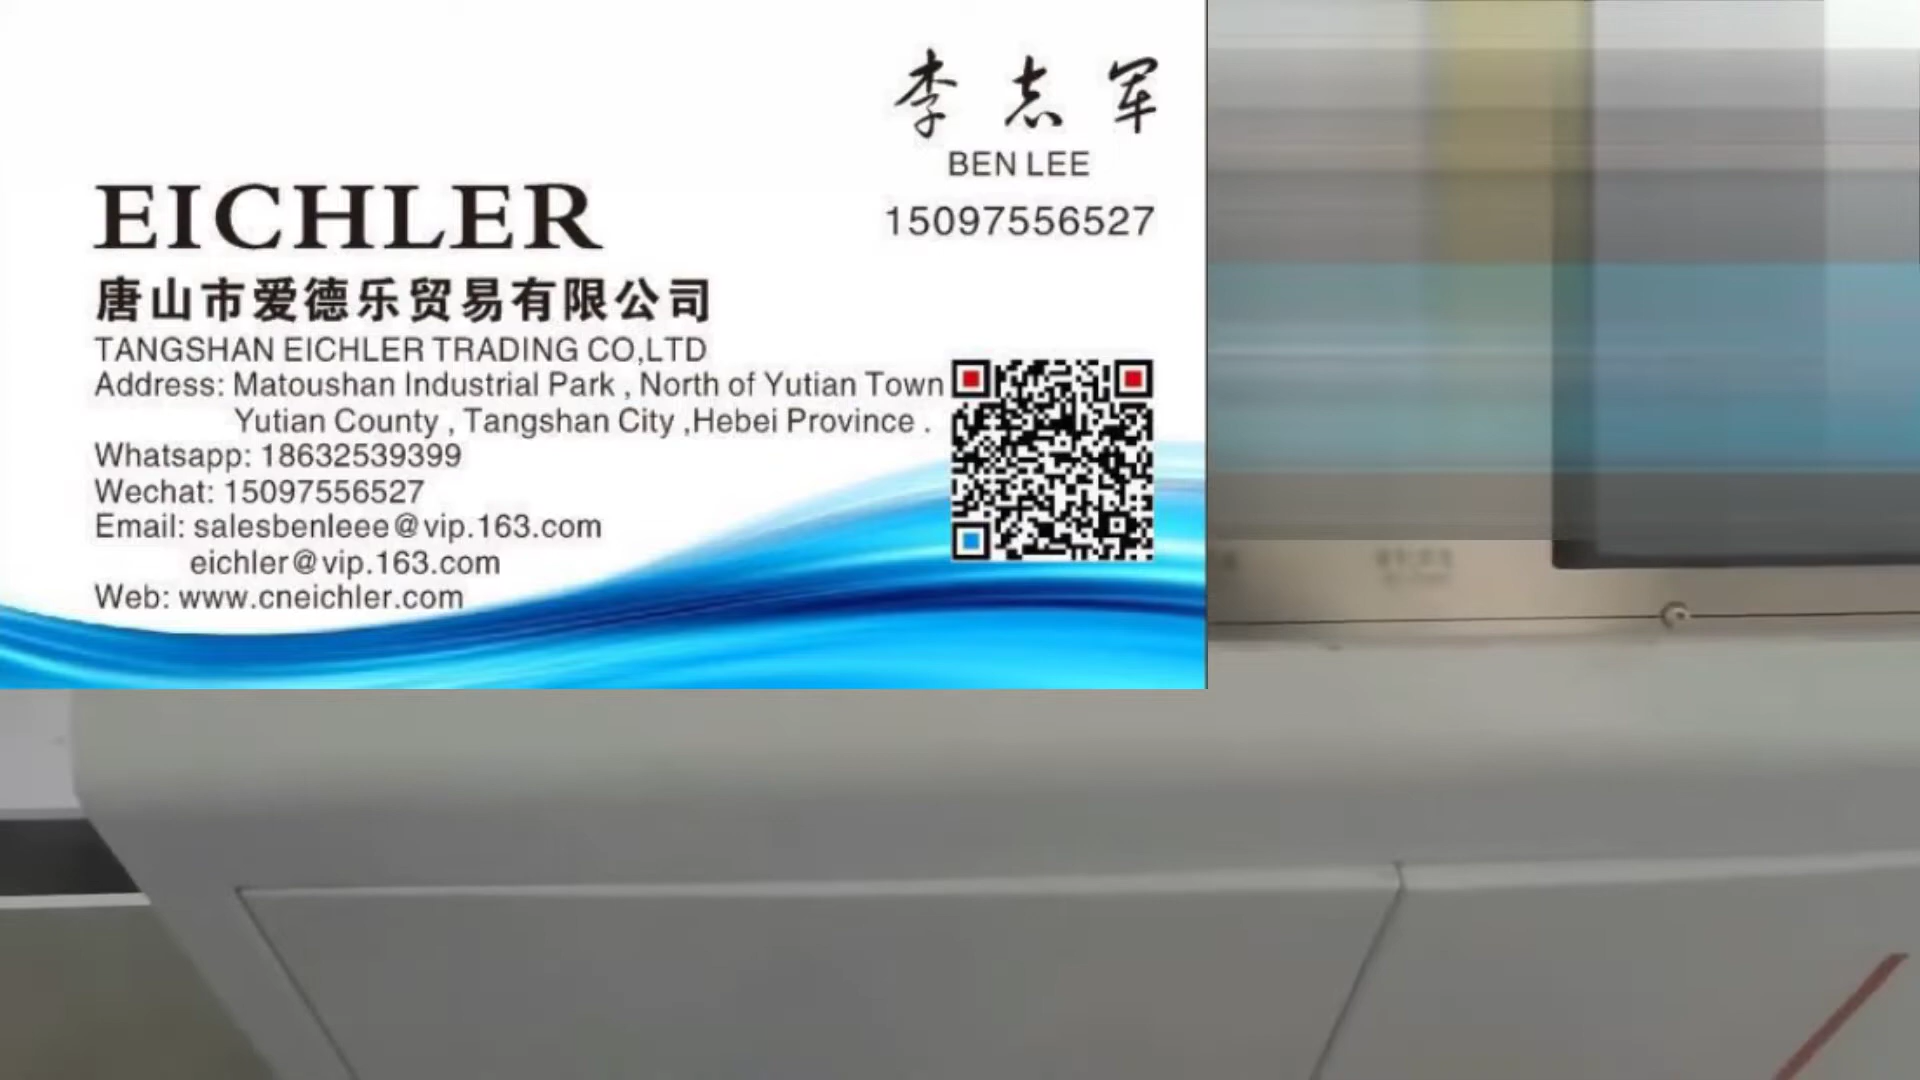 李志军
BEN LEE
15097556527
EICHLER
唐山市爱德乐贸易有限公司
TANGSHAN EICHLER TRADING CO,LTD
Address: Matoushan Industrial Park , North of Yutian Town
Yutian County , Tangshan City ,Hebei Province .
Whatsapp: 18632539399
Wechat: 15097556527
Email: salesbenleee@vip.163.com
eichler@vip.163.com
Web: www.cneichler.com